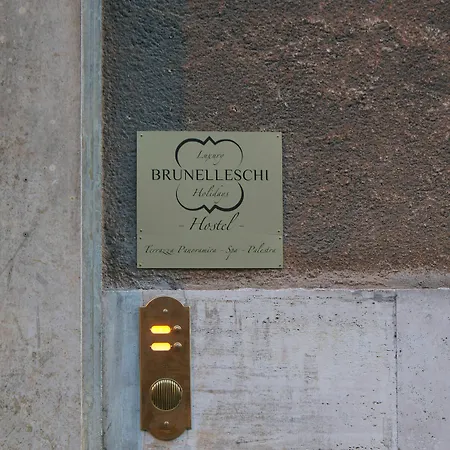 Luxury
BRUNELLESCHI
Holidays
- Hostel -
Terrazza Panoramica - Spa - Palestra